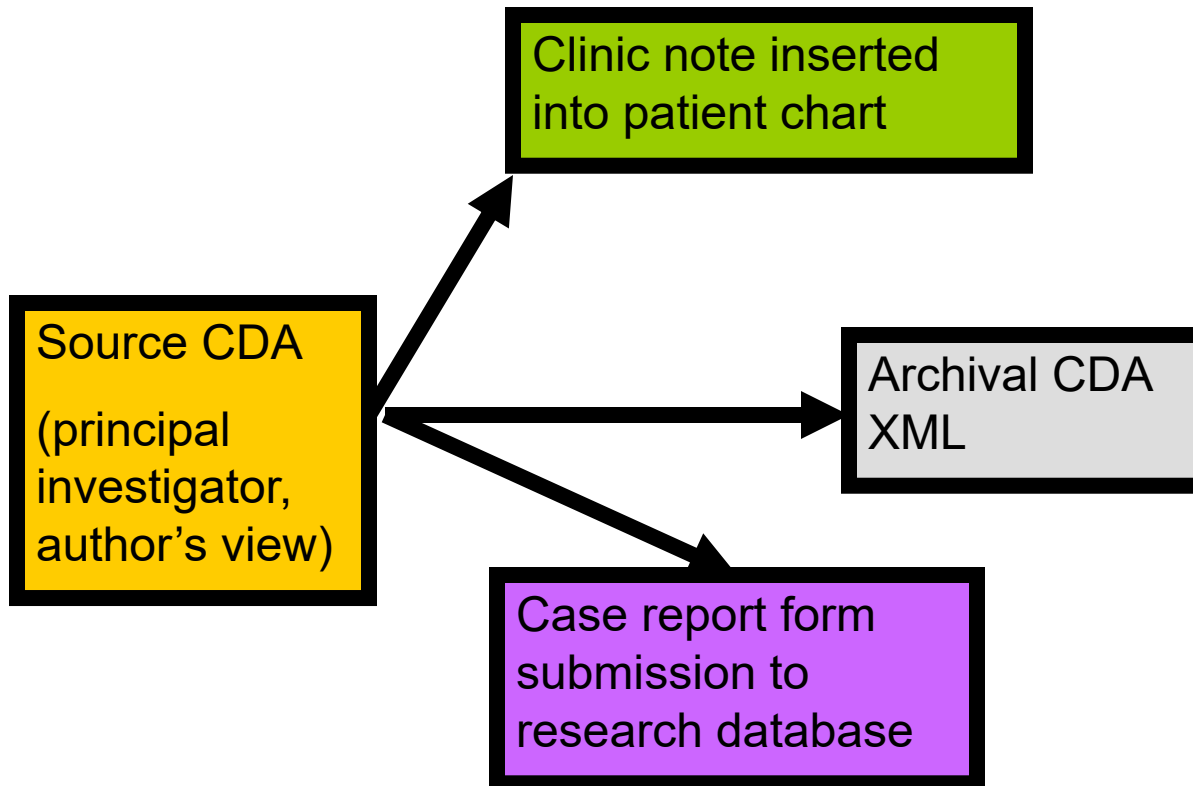 Clinic note inserted
into patient chart
Source CDA
(principal
investigator,
author’s view)
Archival CDA
XML
Case report form
submission to
research database